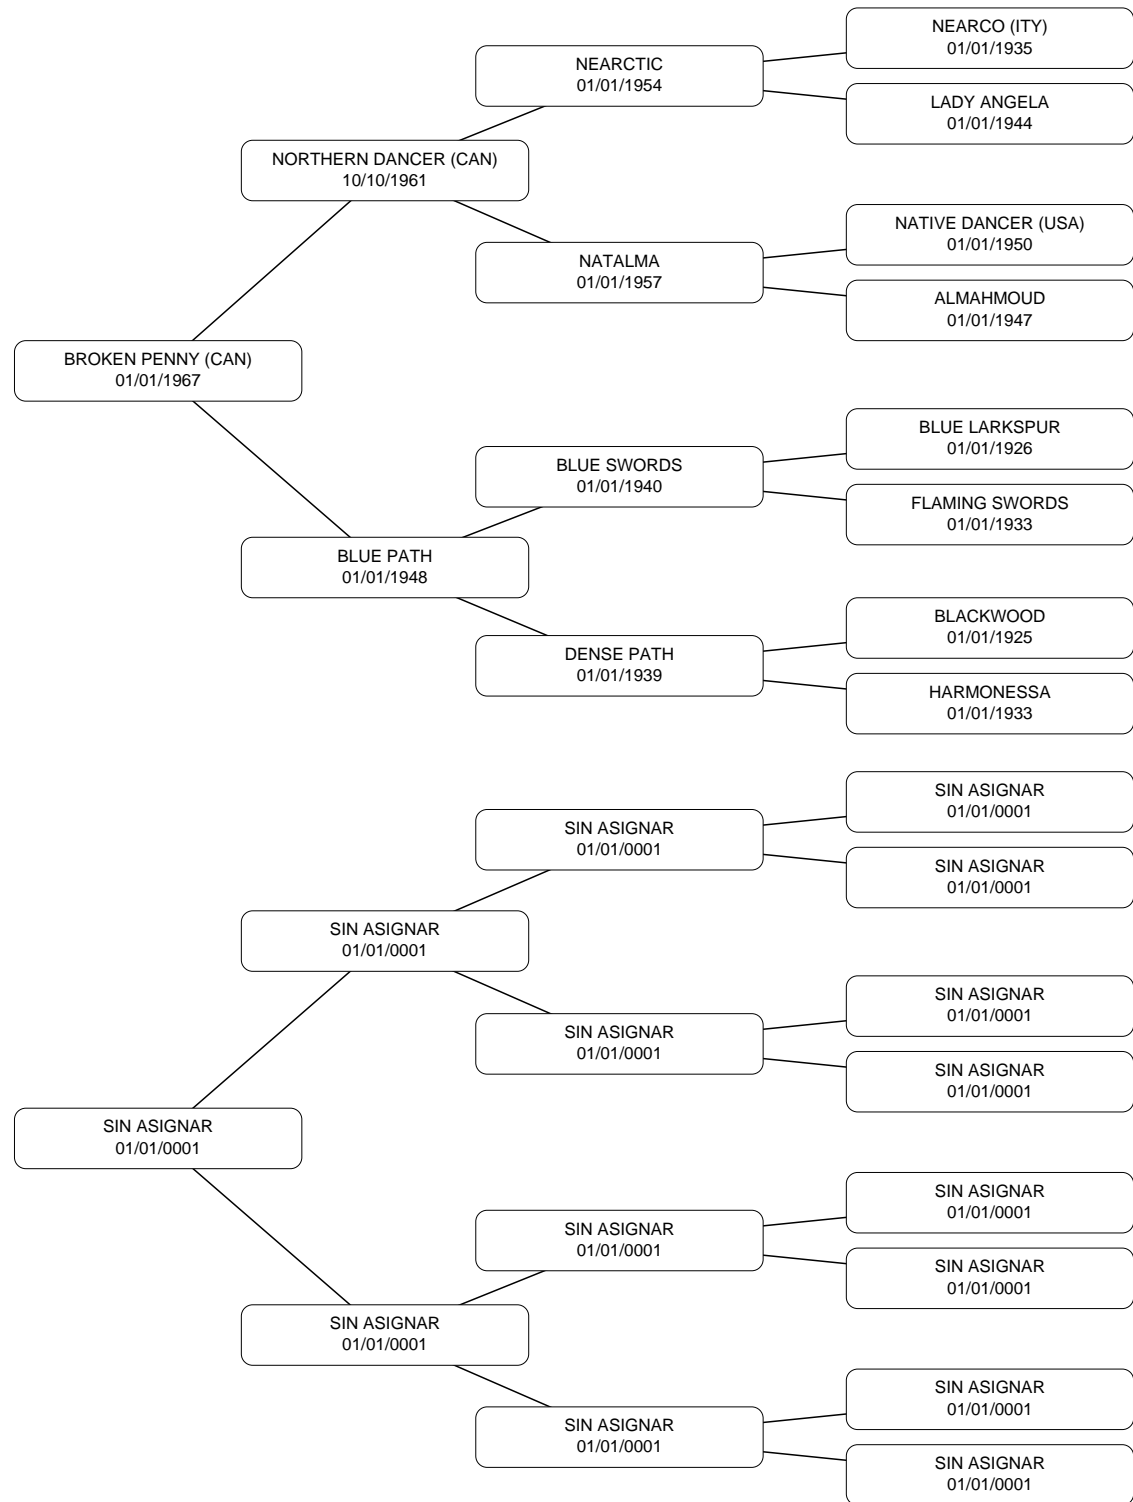 NEARCO (ITY)
01/01/1935
NEARCTIC
01/01/1954
LADY ANGELA
01/01/1944
NORTHERN DANCER (CAN)
10/10/1961
NATIVE DANCER (USA)
01/01/1950
NATALMA
01/01/1957
ALMAHMOUD
01/01/1947
BROKEN PENNY (CAN)
01/01/1967
BLUE LARKSPUR
01/01/1926
BLUE SWORDS
01/01/1940
FLAMING SWORDS
01/01/1933
BLUE PATH
01/01/1948
BLACKWOOD
01/01/1925
DENSE PATH
01/01/1939
HARMONESSA
01/01/1933
SIN ASIGNAR
01/01/0001
SIN ASIGNAR
01/01/0001
SIN ASIGNAR
01/01/0001
SIN ASIGNAR
01/01/0001
SIN ASIGNAR
01/01/0001
SIN ASIGNAR
01/01/0001
SIN ASIGNAR
01/01/0001
SIN ASIGNAR
01/01/0001
SIN ASIGNAR
01/01/0001
SIN ASIGNAR
01/01/0001
SIN ASIGNAR
01/01/0001
SIN ASIGNAR
01/01/0001
SIN ASIGNAR
01/01/0001
SIN ASIGNAR
01/01/0001
SIN ASIGNAR
01/01/0001